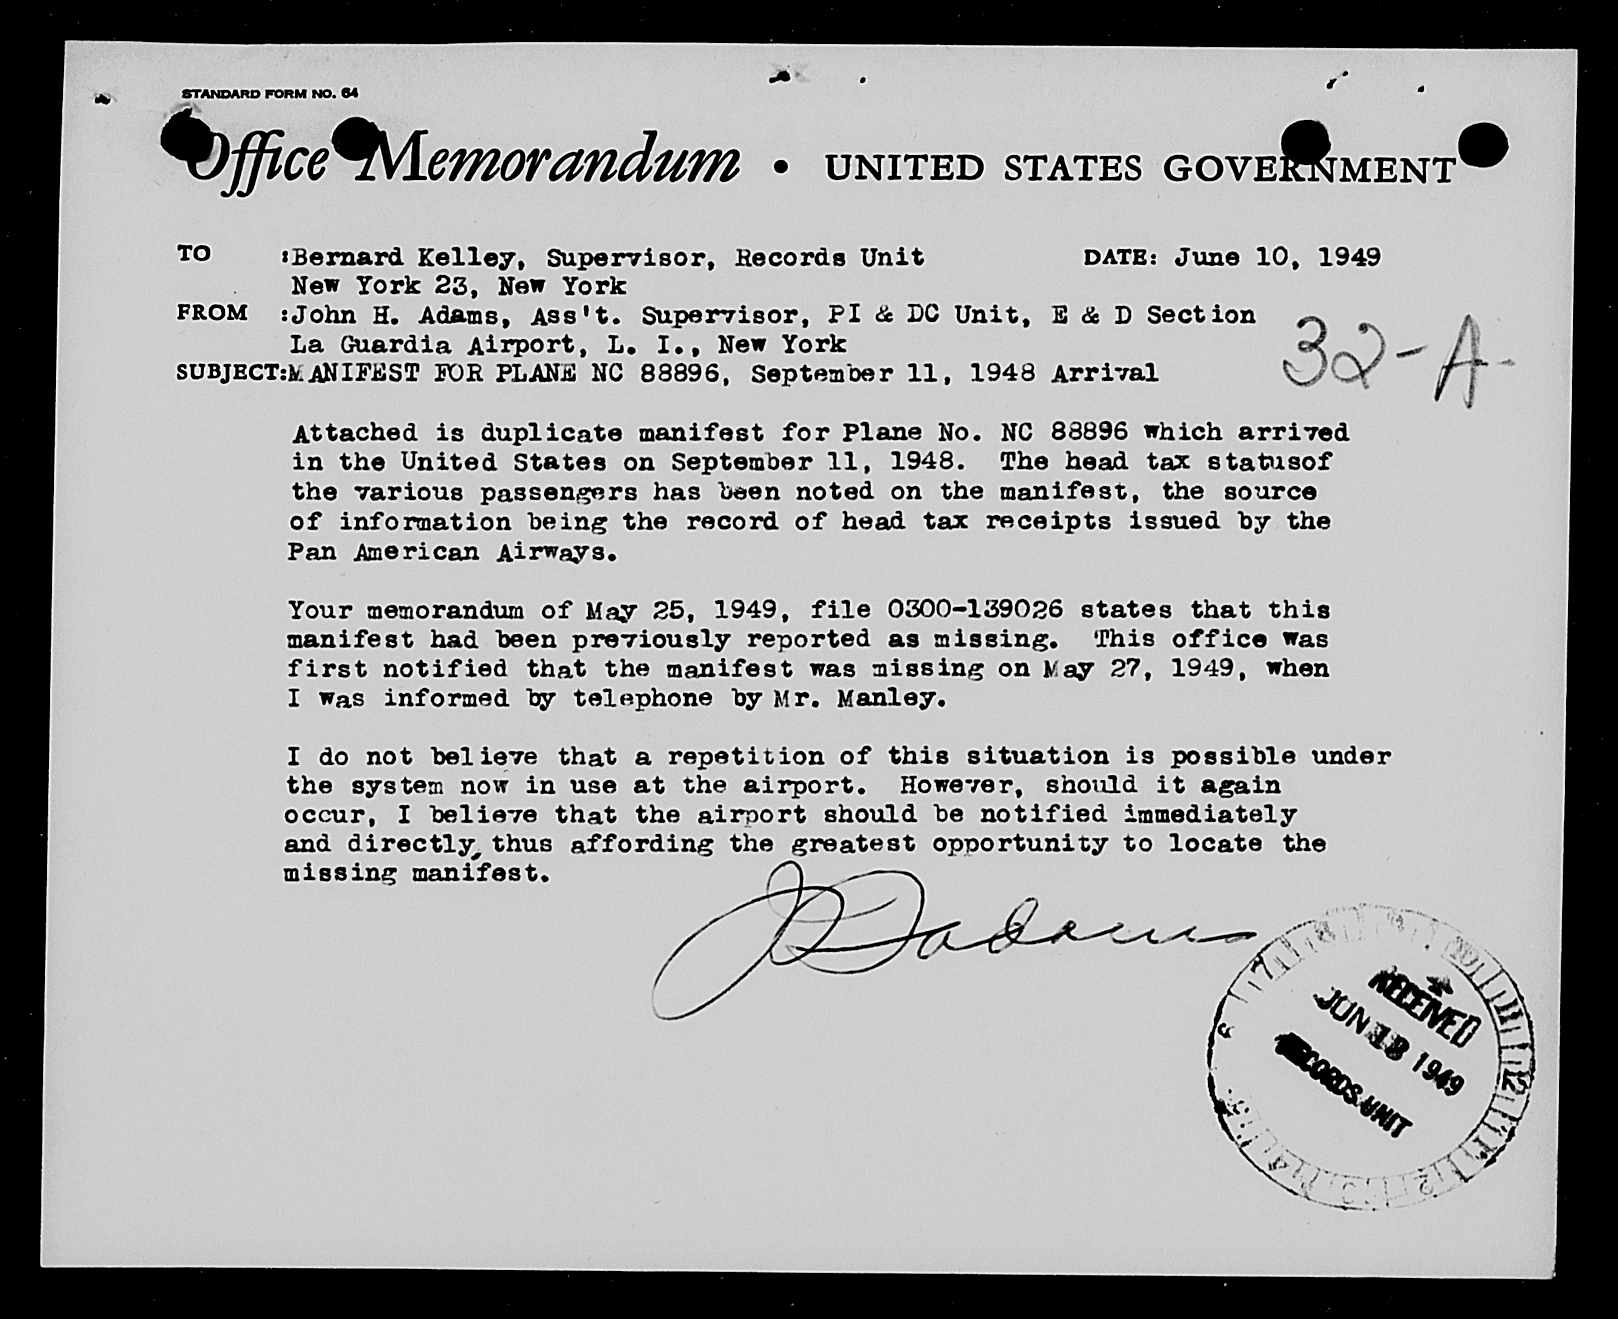 STANDARD FORM NO. 64
Office Memorandum • UNITED STATES GOVERNMENT
TO :Bernard Kelley, Supervisor, Records Unit DATE: June 10, 1949
New York 23, New York
FROM :John H. Adams, Ass't. Supervisor, PI & DC Unit, E & D Section
La Guardia Airport, L. I., New York
SUBJECT:MANIFEST FOR PLANE NC 88896, September 11, 1948 Arrival
32-A
Attached is duplicate manifest for Plane No. NC 88896 which arrived
in the United States on September 11, 1948. The head tax statusof
the various passengers has been noted on the manifest, the source
of information being the record of head tax receipts issued by the
Pan American Airways.
Your memorandum of May 25, 1949, file 0300-139026 states that this
manifest had been previously reported as missing. This office was
first notified that the manifest was missing on May 27, 1949, when
I was informed by telephone by Mr. Manley.
I do not believe that a repetition of this situation is possible under
the system now in use at the airport. However, should it again
occur, I believe that the airport should be notified immediately
and directly, thus affording the greatest opportunity to locate the
missing manifest.
RECEIVED
JUN 1949
RECORDS UNIT